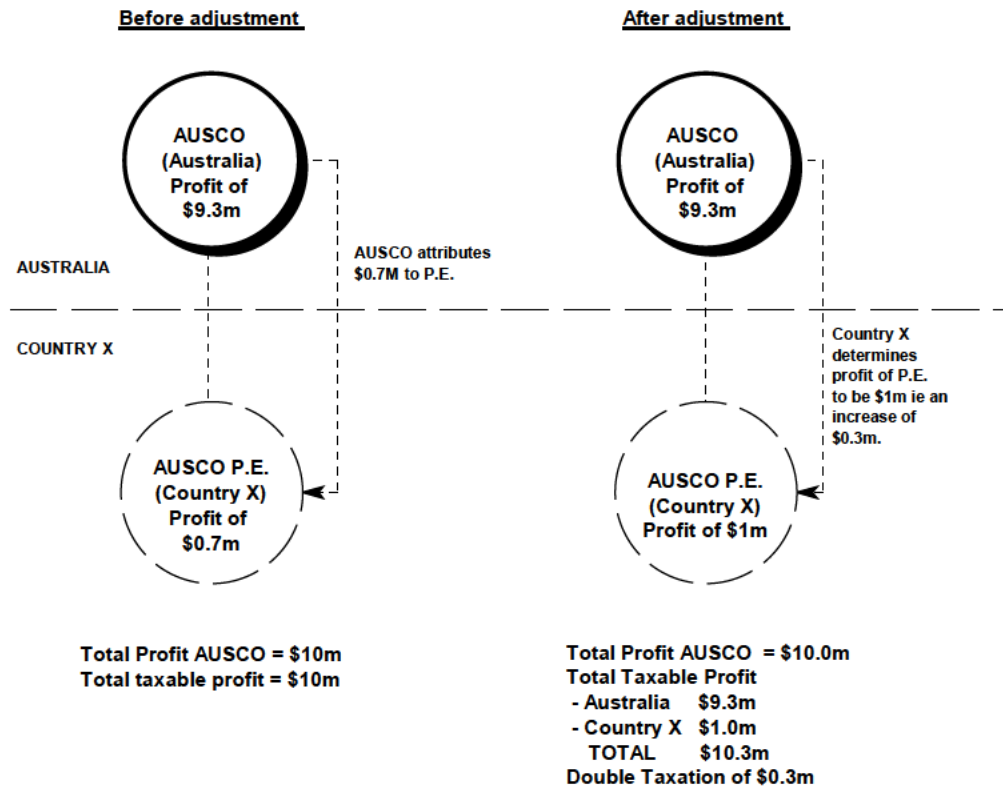 Before adjustment
AUSCO
(Australia)
Profit of
$9.3m
AUSCO attributes
$0.7M to P.E.
AUSTRALIA
COUNTRY X
AUSCO P.E.
(Country X)
Profit of
$0.7m
Total Profit AUSCO = $10m
Total taxable profit = $10m
After adjustment
AUSCO
(Australia)
Profit of
$9.3m
Country X
determines
profit of P.E.
to be $1m ie an
increase of
$0.3m.
AUSCO P.E.
(Country X)
Profit of $1m
Total Profit AUSCO = $10.0m
Total Taxable Profit
- Australia $9.3m
- Country X $1.0m
TOTAL $10.3m
Double Taxation of $0.3m